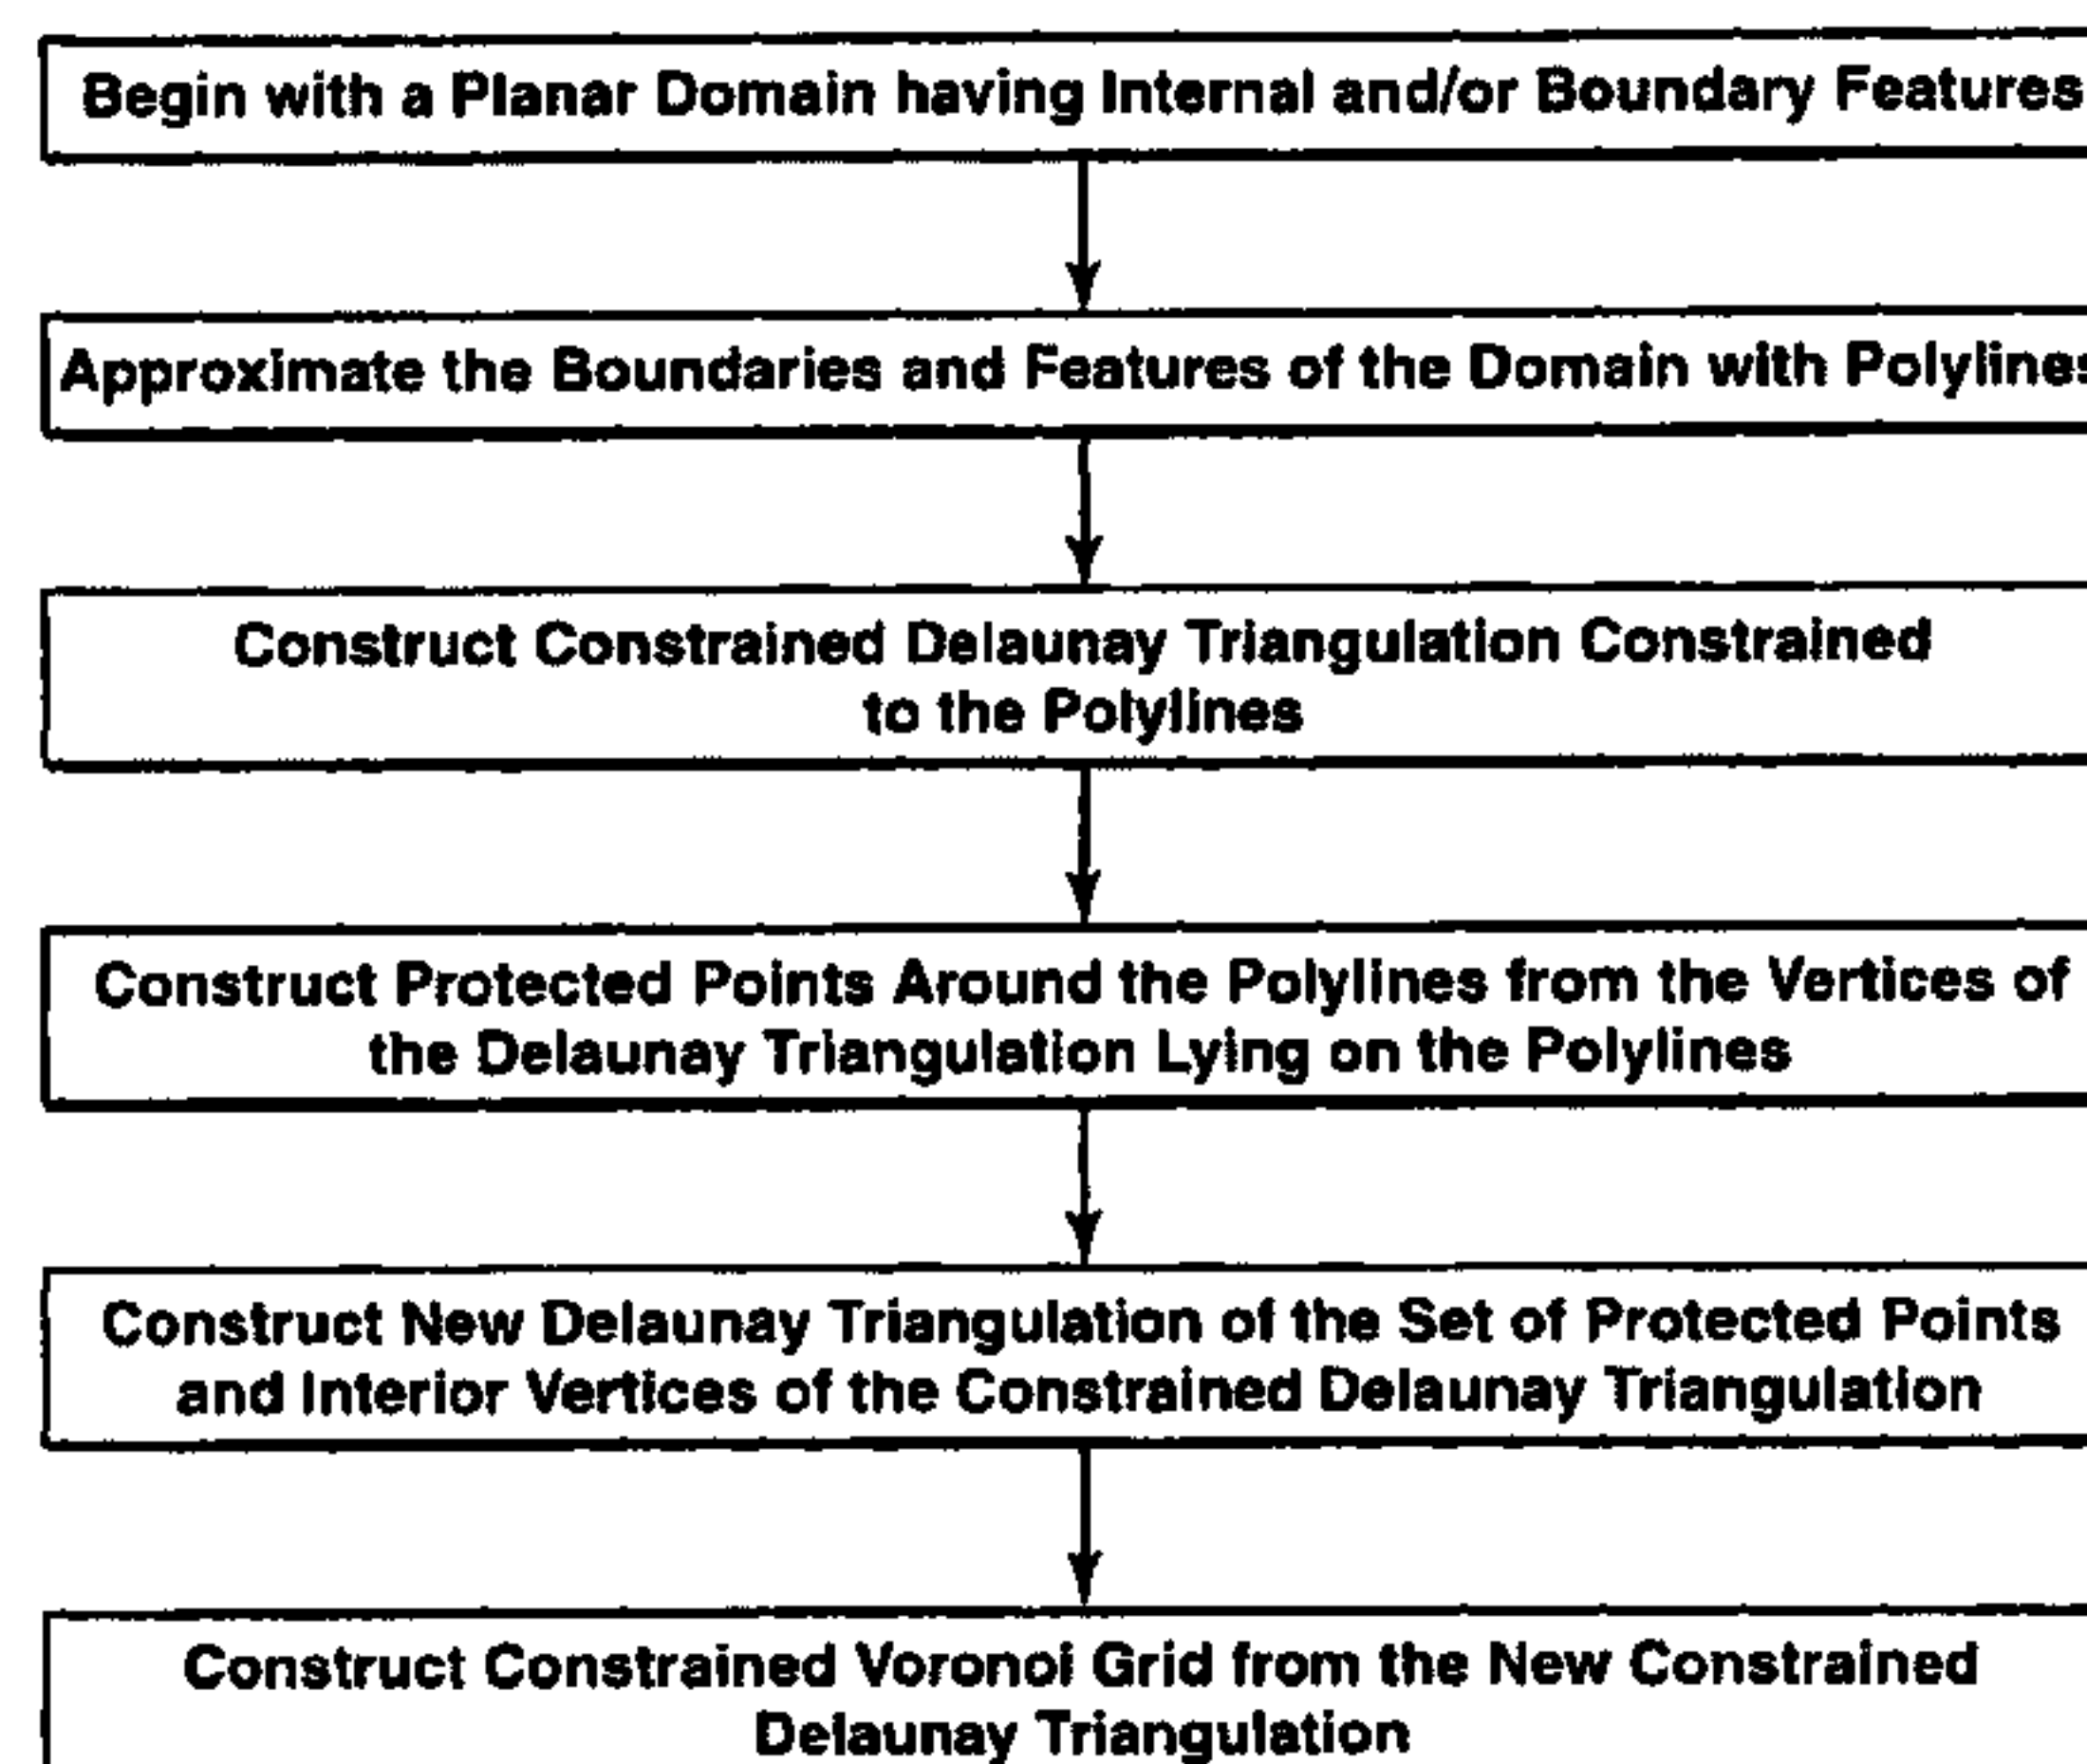 Begin with a Planar Domain having Internal and/or Boundary Features
Approximate the Boundaries and Features of the Domain with Polylines
Construct Constrained Delaunay Triangulation Constrained
to the Polylines
Construct Protected Points Around the Polylines from the Vertices of
the Delaunay Triangulation Lying on the Polylines
Construct New Delaunay Triangulation of the Set of Protected Points
and Interior Vertices of the Constrained Delaunay Triangulation
Construct Constrained Voronoi Grid from the New Constrained
Delaunay Triangulation